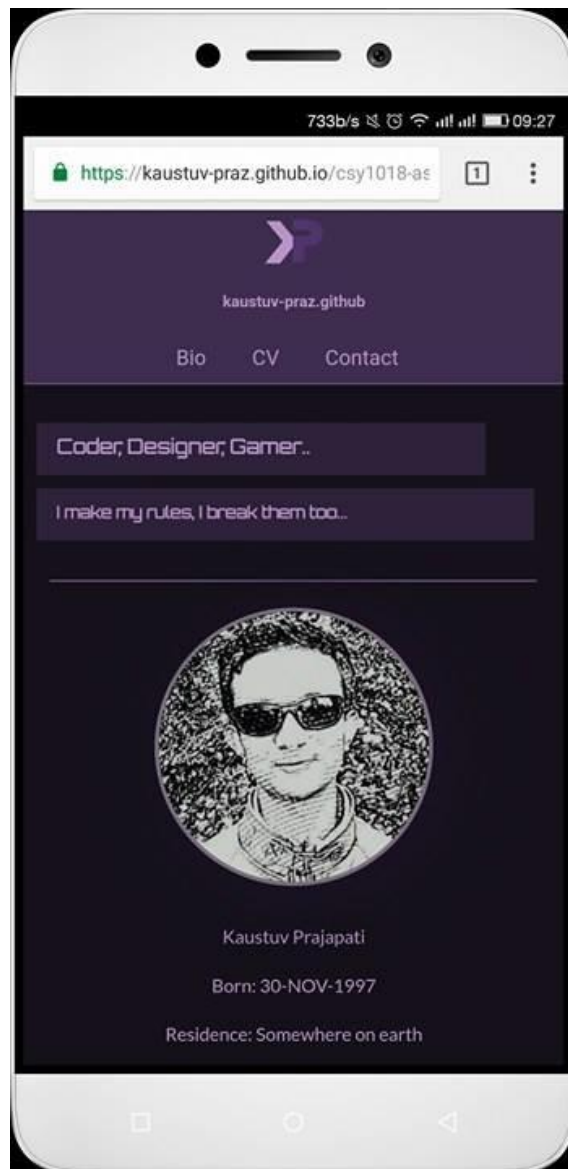 733b/s 09:27
https://kaustuv-praz.github.io/csy1018-as
1
kaustuv-praz.github
Bio CV Contact
Coder, Designer, Gamer..
I make my rules, I break them too...
Kaustuv Prajapati
Born: 30-NOV-1997
Residence: Somewhere on earth